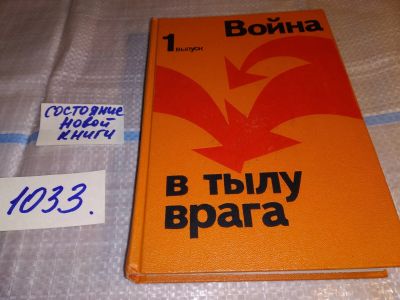 Война
1 выпуск
в тылу
врага
состояние
новой
книги
1033.